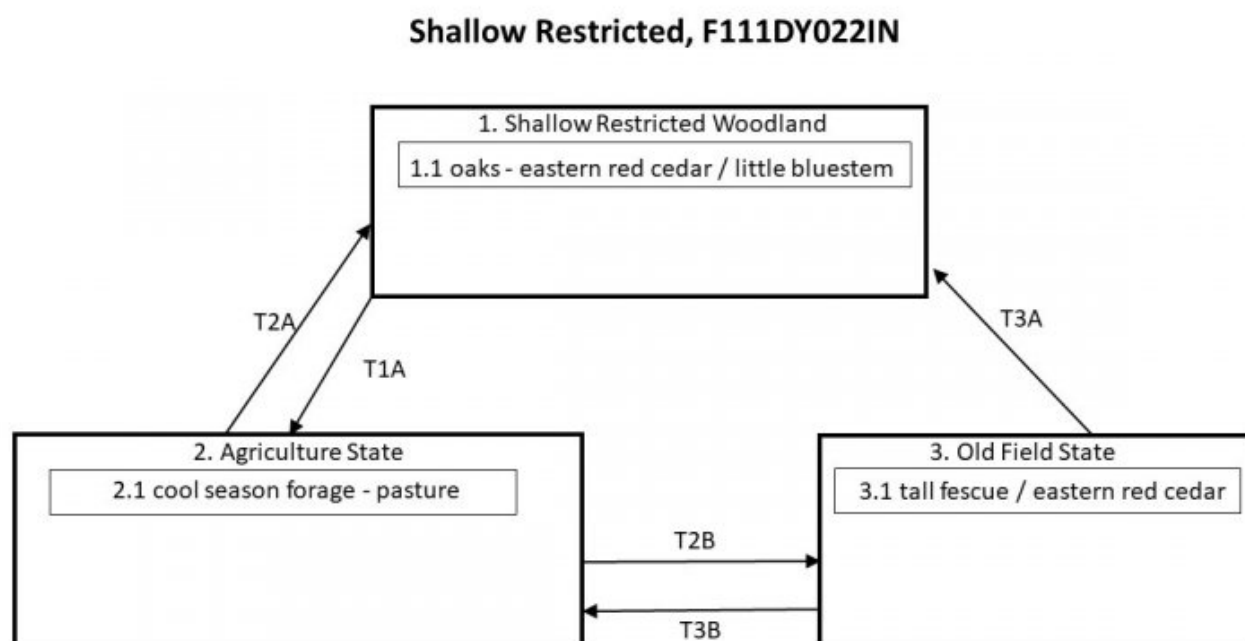 Shallow Restricted, F111DY022IN
1. Shallow Restricted Woodland
1.1 oaks - eastern red cedar / little bluestem
T2A
T1A
T3A
2. Agriculture State
2.1 cool season forage - pasture
3. Old Field State
3.1 tall fescue / eastern red cedar
T2B
T3B